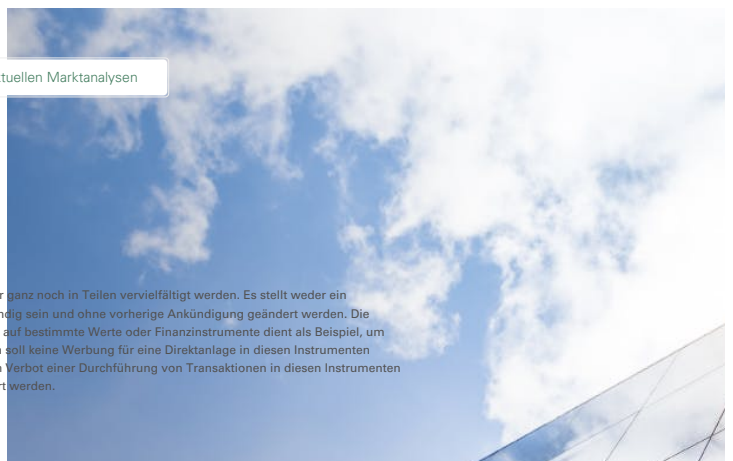 tuellen Marktanalysen
ganz noch in Teilen vervielfältigt werden. Es stellt weder ein
ndig sein und ohne vorherige Ankündigung geändert werden. Die
auf bestimmte Werte oder Finanzinstrumente dient als Beispiel, um
soll keine Werbung für eine Direktanlage in diesen Instrumenten
Verbot einer Durchführung von Transaktionen in diesen Instrumenten
rt werden.